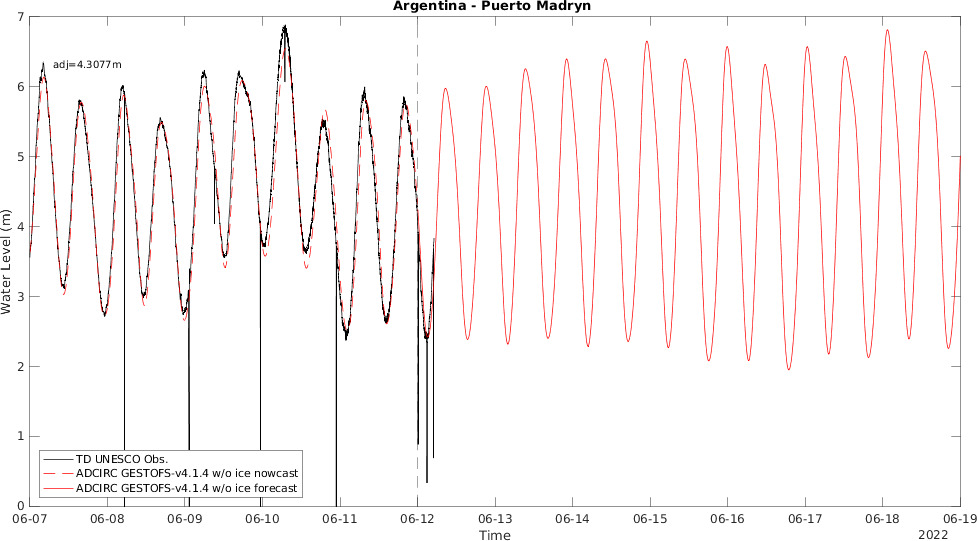 Argentina - Puerto Madryn
7
adj=4.3077m
6
5
4
3
2
1
0
Water Level (m)
TD UNESCO Obs.
ADCIRC GESTOFS-v4.1.4 w/o ice nowcast
ADCIRC GESTOFS-v4.1.4 w/o ice forecast
06-07 06-08 06-09 06-10 06-11 06-12 06-13 06-14 06-15 06-16 06-17 06-18 06-19
Time
2022